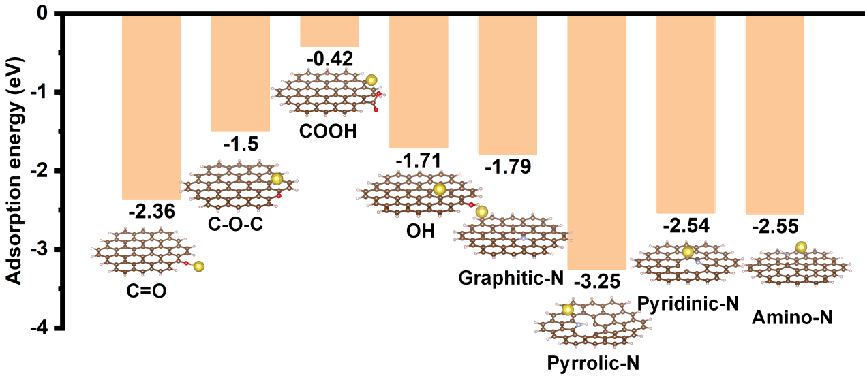 Adsorption energy (eV)
0
-1
-2
-3
-4
-2.36
C=O
-1.5
C-O-C
-0.42
COOH
-1.71
OH
-1.79
Graphitic-N
-3.25
Pyrrolic-N
-2.54
Pyridinic-N
-2.55
Amino-N